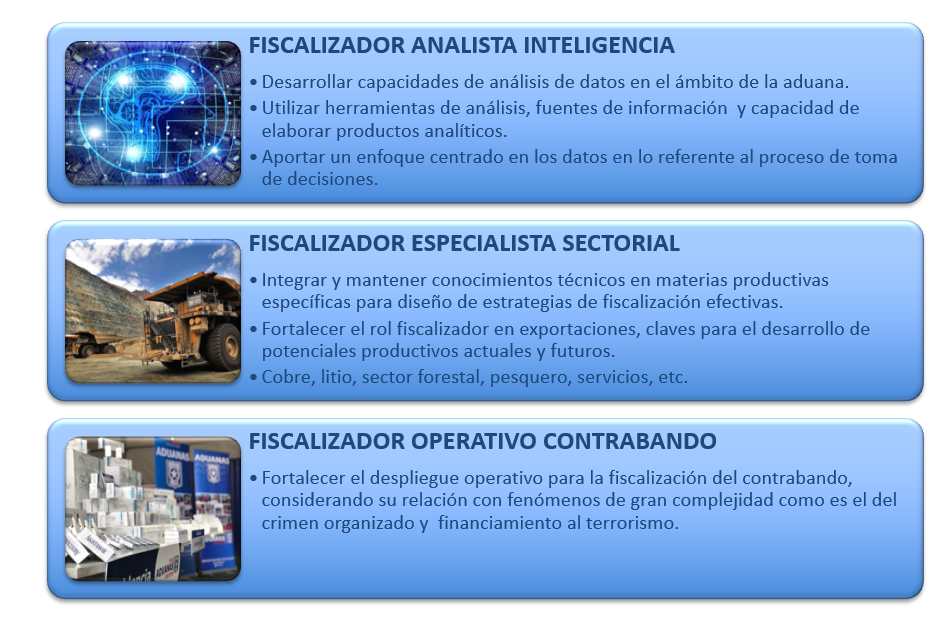 FISCALIZADOR ANALISTA INTELIGENCIA
• Desarrollar capacidades de análisis de datos en el ámbito de la aduana.
• Utilizar herramientas de análisis, fuentes de información y capacidad de
elaborar productos analíticos.
• Aportar un enfoque centrado en los datos en lo referente al proceso de toma
de decisiones.
FISCALIZADOR ESPECIALISTA SECTORIAL
• Integrar y mantener conocimientos técnicos en materias productivas
específicas para diseño de estrategias de fiscalización efectivas.
• Fortalecer el rol fiscalizador en exportaciones, claves para el desarrollo de
potenciales productivos actuales y futuros.
• Cobre, litio, sector forestal, pesquero, servicios, etc.
FISCALIZADOR OPERATIVO CONTRABANDO
• Fortalecer el despliegue operativo para la fiscalización del contrabando,
considerando su relación con fenómenos de gran complejidad como es el del
crimen organizado y financiamiento al terrorismo.
ADUANAS
ADUANAS
ADUANAS